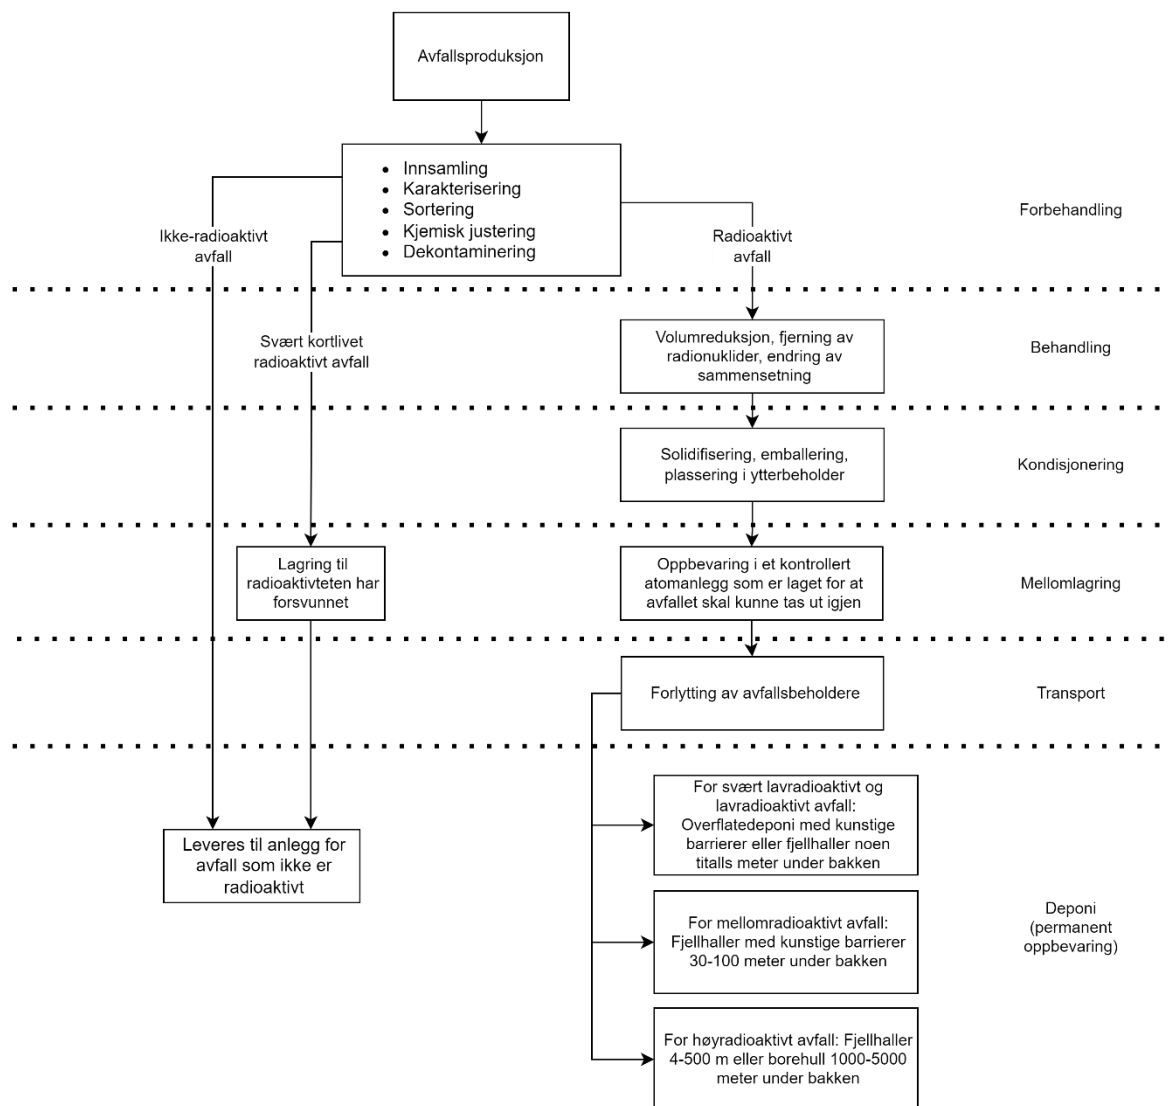 Avfallsproduksjon
• Innsamling
• Karakterisering
• Sortering
• Kjemisk justering
• Dekontaminering
Forbehandling
Ikke-radioaktivt
avfall
Radioaktivt
avfall
Svært kortlivet
radioaktivt avfall
Volumreduksjon, fjerning av
radionuklider, endring av
sammensetning
Behandling
Solidifisering, emballering,
plassering i ytterbeholder
Kondisjonering
Lagring til
radioaktivteten har
forsvunnet
Oppbevaring i et kontrollert
atomanlegg som er laget for at
avfallet skal kunne tas ut igjen
Mellomlagring
Forlytting av avfallsbeholdere
Transport
Leveres til anlegg for
avfall som ikke er
radioaktivt
For svært lavradioaktivt og
lavradioaktivt avfall:
Overflatedeponi med kunstige
barrierer eller fjellhaller noen
titalls meter under bakken
For mellomradioaktivt avfall:
Fjellhaller med kunstige barrierer
30-100 meter under bakken
Deponi
(permanent
oppbevaring)
For høyradioaktivt avfall: Fjellhaller
4-500 m eller borehull 1000-5000
meter under bakken